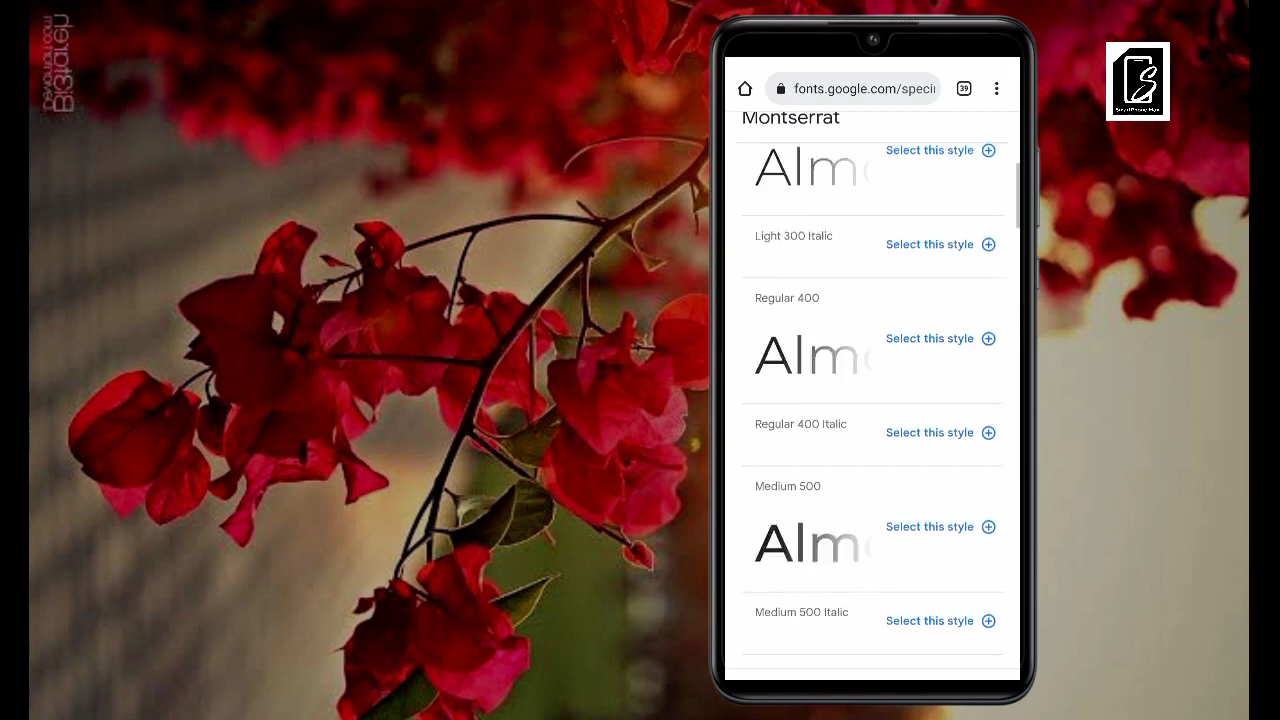 fonts.google.com/speci
39
Montserrat
Alm
Select this style
Light 300 Italic
Select this style
Regular 400
Alm
Select this style
Regular 400 Italic
Select this style
Medium 500
Alm
Select this style
Medium 500 Italic
Select this style